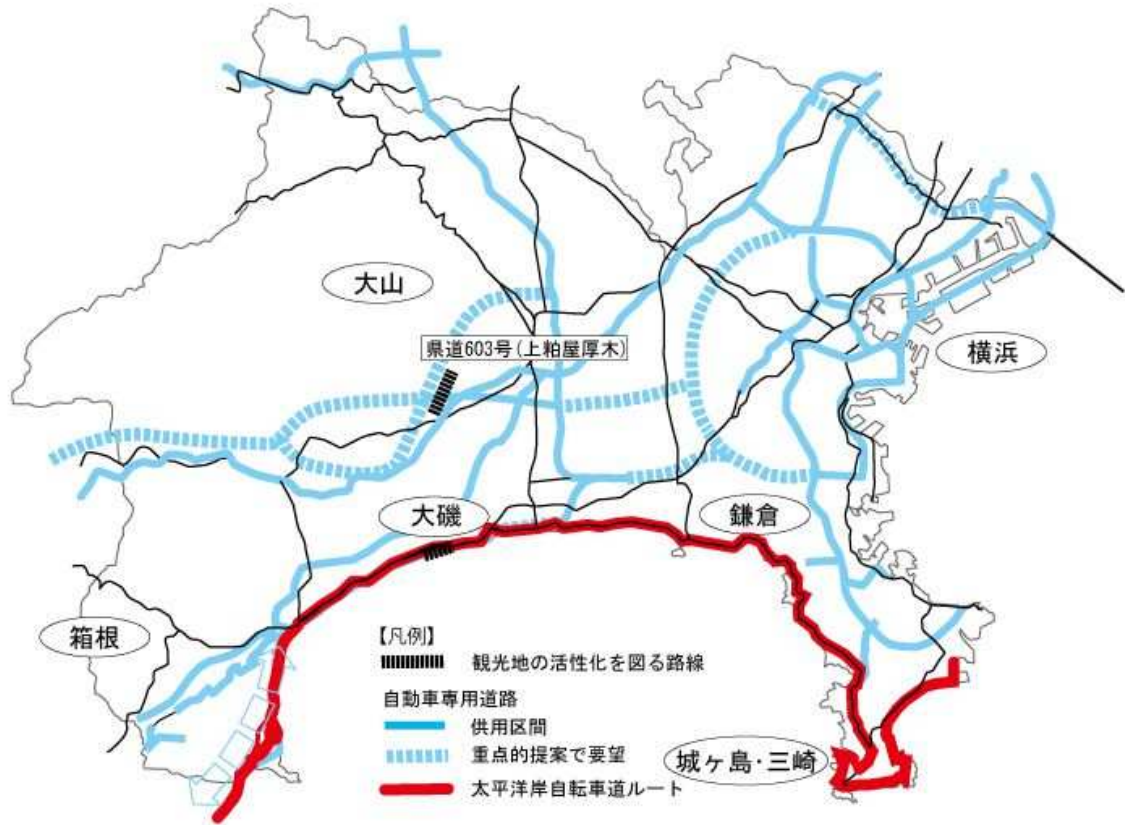 大山
県道603号(上粕屋厚木)
横浜
大磯
鎌倉
箱根
城ヶ島・三崎
【凡例】
観光地の活性化を図る路線
自動車専用道路
供用区間
重点的提案で要望
太平洋岸自転車道ルート